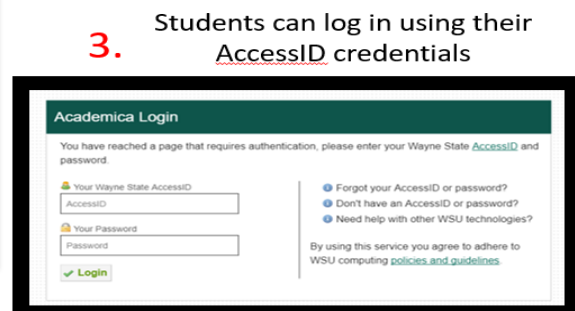 3.
Students can log in using their
AccessID credentials
Academica Login
You have reached a page that requires authentication, please enter your Wayne State AccessID and
password.
Your Wayne State AccessID
AccessID
Your Password
Password
Login
Forgot your AccessID or password?
Don't have an AccessID or password?
Need help with other WSU technologies?
By using this service you agree to adhere to
WSU computing policies and guidelines.